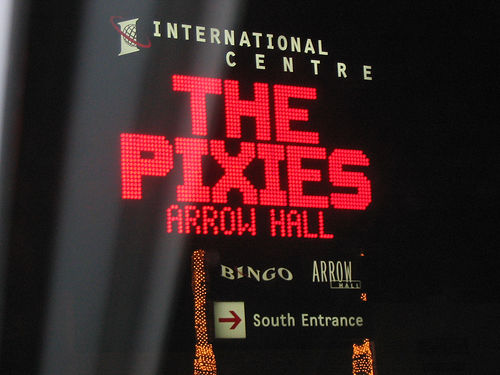 INTERNATIONAL
CENTRE
THE
PIXIES
ARROW HALL
BINGO ARROW
HALL
South Entrance